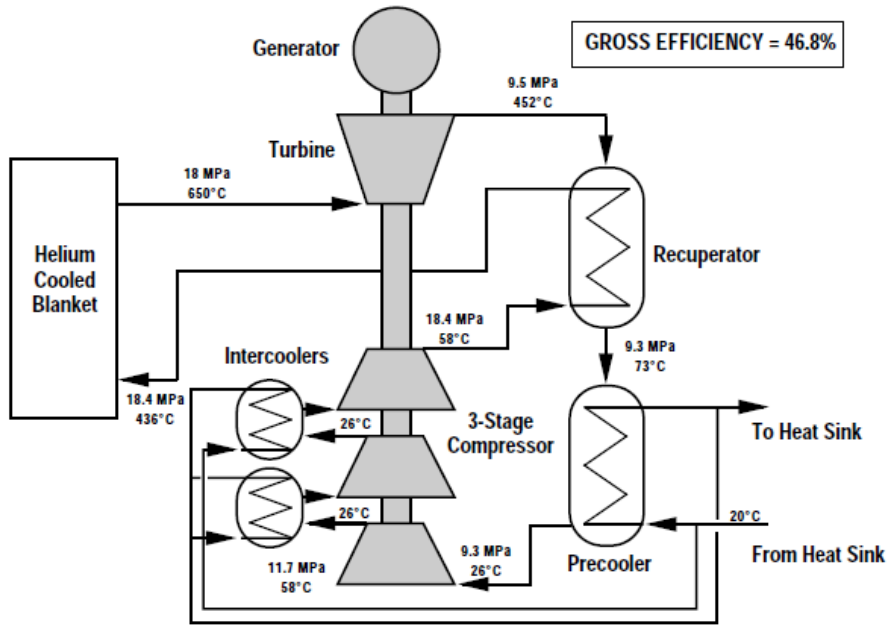 Generator
GROSS EFFICIENCY = 46.8%
9.5 MPa
452°C
Turbine
18 MPa
650°C
Helium
Cooled
Blanket
Recuperator
18.4 MPa
58°C
Intercoolers
9.3 MPa
73°C
18.4 MPa
436°C
26°C
3-Stage
Compressor
To Heat Sink
26°C
20°C
9.3 MPa
26°C
Precooler
From Heat Sink
11.7 MPa
58°C